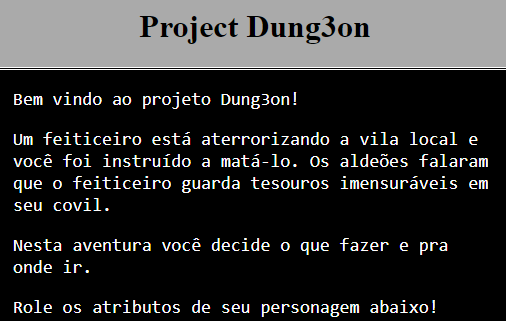 Project Dung3on
Bem vindo ao projeto Dung3on!
Um feiticeiro está aterrorizando a vila local e
você foi instruído a matá-lo. Os aldeões falaram
que o feiticeiro guarda tesouros imensuráveis em
seu covil.
Nesta aventura você decide o que fazer e pra
onde ir.
Role os atributos de seu personagem abaixo!